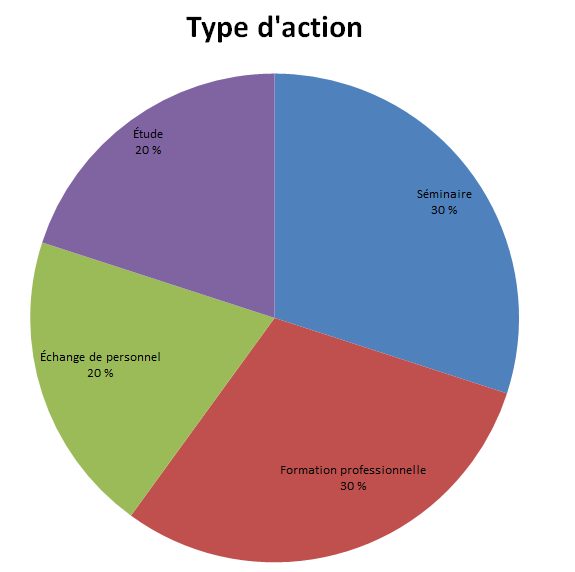 Type d'action
Étude
20 %
Séminaire
30 %
Échange de personnel
20 %
Formation professionnelle
30 %